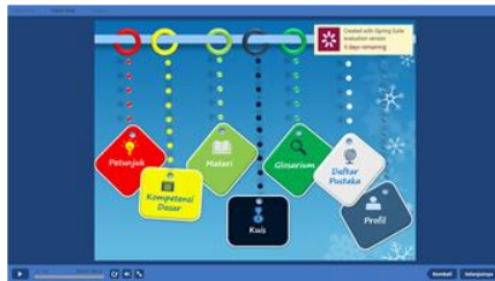 Created with iSpring Suite
evaluation version
9 days remaining
Petunjuk
Kompetensi
Dasar
Materi
Kuis
Glosarium
Daftar
Pustaka
Profil
Kembali
Selanjutnya